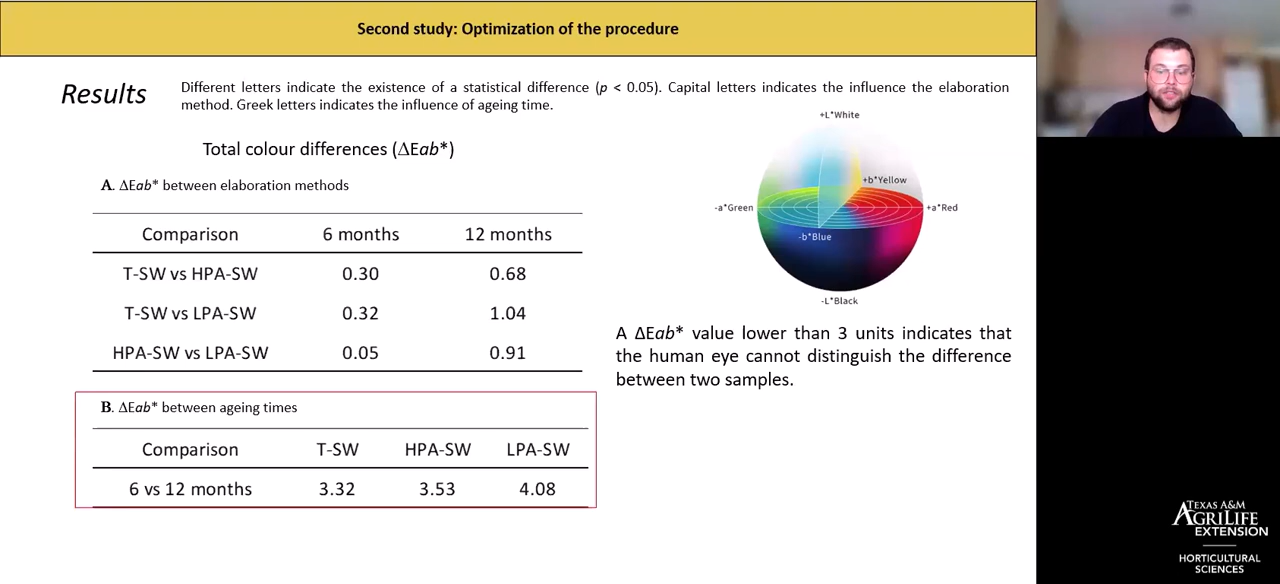 Second study: Optimization of the procedure
Results
Different letters indicate the existence of a statistical difference (p < 0.05). Capital letters indicates the influence the elaboration
method. Greek letters indicates the influence of ageing time.
Total colour differences (ΔEab*)
A. ΔEab* between elaboration methods
Comparison 6 months 12 months
T-SW vs HPA-SW 0.30 0.68
T-SW vs LPA-SW 0.32 1.04
HPA-SW vs LPA-SW 0.05 0.91
B. ΔEab* between ageing times
Comparison T-SW HPA-SW LPA-SW
6 vs 12 months 3.32 3.53 4.08
+L*White
+b*Yellow
-a*Green
+a*Red
-b*Blue
-L*Black
A ΔEab* value lower than 3 units indicates that
the human eye cannot distinguish the difference
between two samples.
TEXAS A&M
AGRILIFE
EXTENSION
HORTICULTURAL
SCIENCES